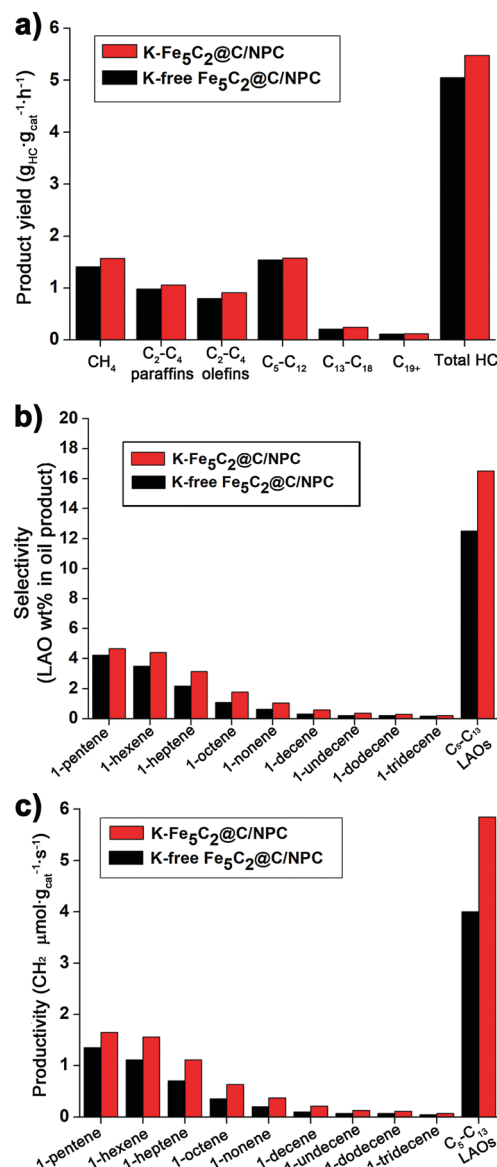 a)
6
5
4
3
2
1
0
Product yield (g_HC·g_cat⁻¹·h⁻¹)
K-Fe₅C₂@C/NPC
K-free Fe₅C₂@C/NPC
CH₄ C₂-C₄ C₂-C₄ C₅-C₁₂ C₁₃-C₁₈ C₁₉₊ Total HC
paraffins olefins
b)
20
18
16
14
12
10
8
6
4
2
0
Selectivity
(LAO wt% in oil product)
K-Fe₅C₂@C/NPC
K-free Fe₅C₂@C/NPC
1-pentene
1-hexene
1-heptene
1-octene
1-nonene
1-decene
1-undecene
1-dodecene
1-tridecene
C₅-C₁₃
LAOs
c)
6
5
4
3
2
1
0
Productivity (CH₂ μmol·g_cat⁻¹·s⁻¹)
K-Fe₅C₂@C/NPC
K-free Fe₅C₂@C/NPC
1-pentene
1-hexene
1-heptene
1-octene
1-nonene
1-decene
1-undecene
1-dodecene
1-tridecene
C₅-C₁₃
LAOs